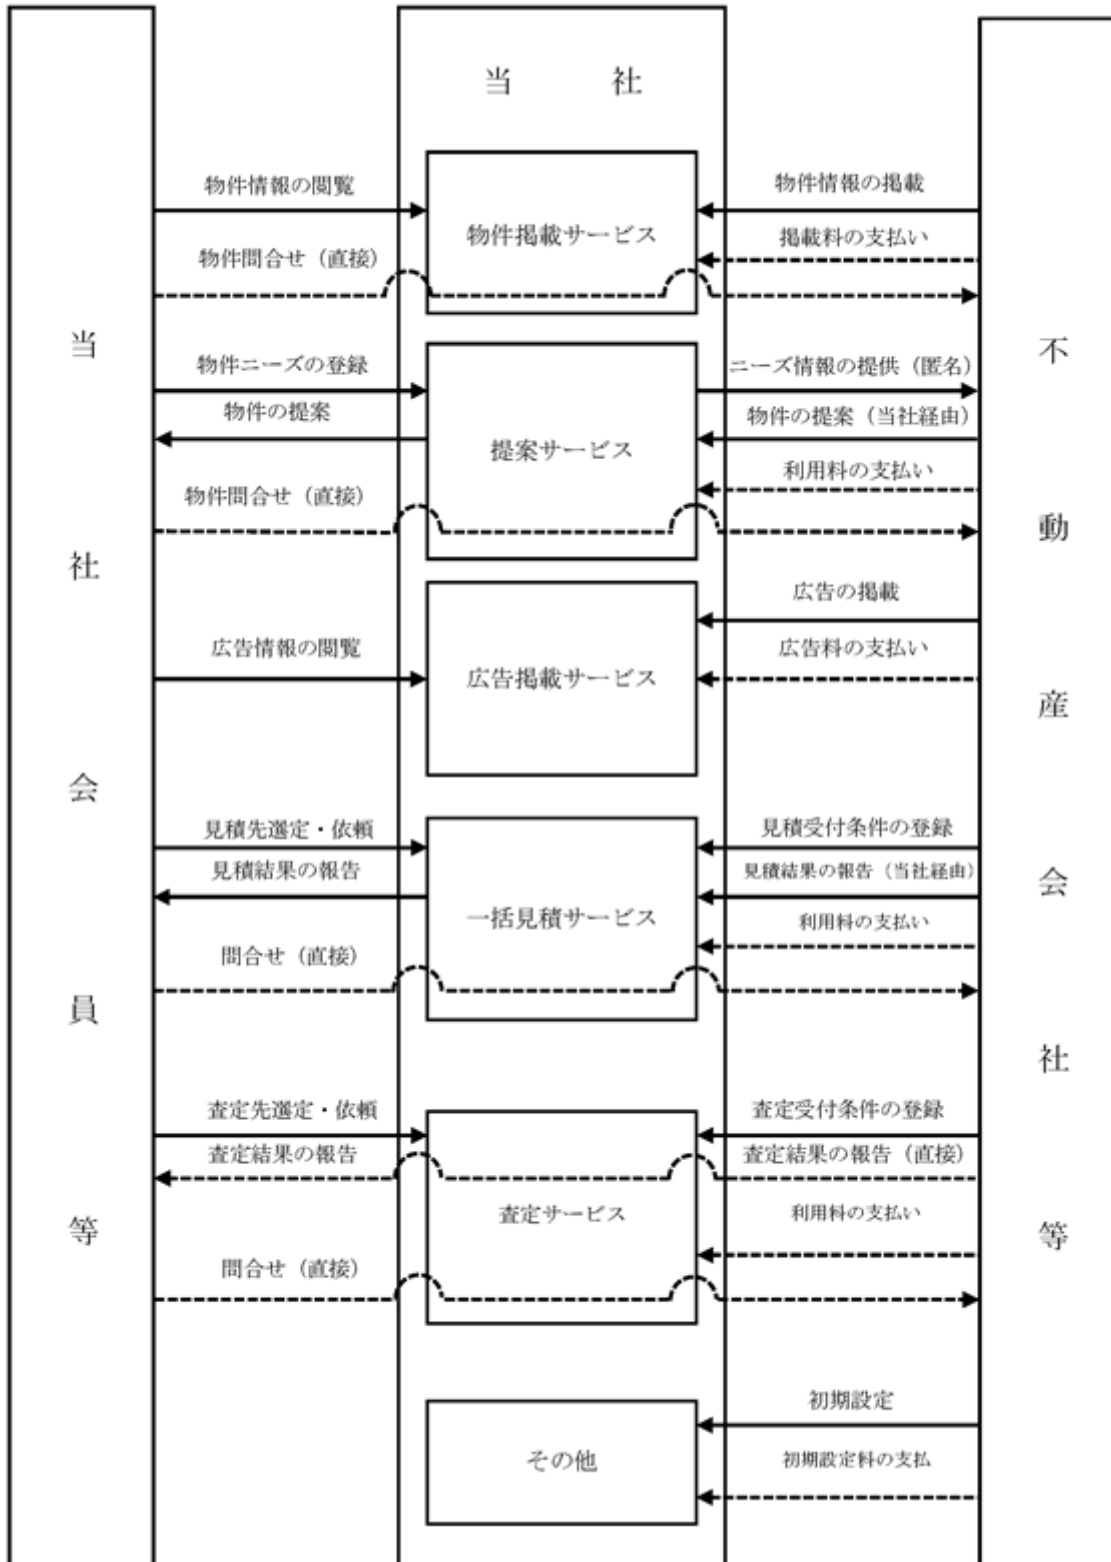 当社
物件情報の閲覧
物件情報の掲載
物件掲載サービス
掲載料の支払い
物件問合せ（直接）
当社会員等
不動産会社等
物件ニーズの登録
ニーズ情報の提供（匿名）
物件の提案
物件の提案（当社経由）
提案サービス
利用料の支払い
物件問合せ（直接）
広告の掲載
広告情報の閲覧
広告料の支払い
広告掲載サービス
見積先選定・依頼
見積受付条件の登録
見積結果の報告
見積結果の報告（当社経由）
一括見積サービス
利用料の支払い
問合せ（直接）
査定先選定・依頼
査定受付条件の登録
査定結果の報告
査定結果の報告（直接）
査定サービス
利用料の支払い
問合せ（直接）
初期設定
その他
初期設定料の支払